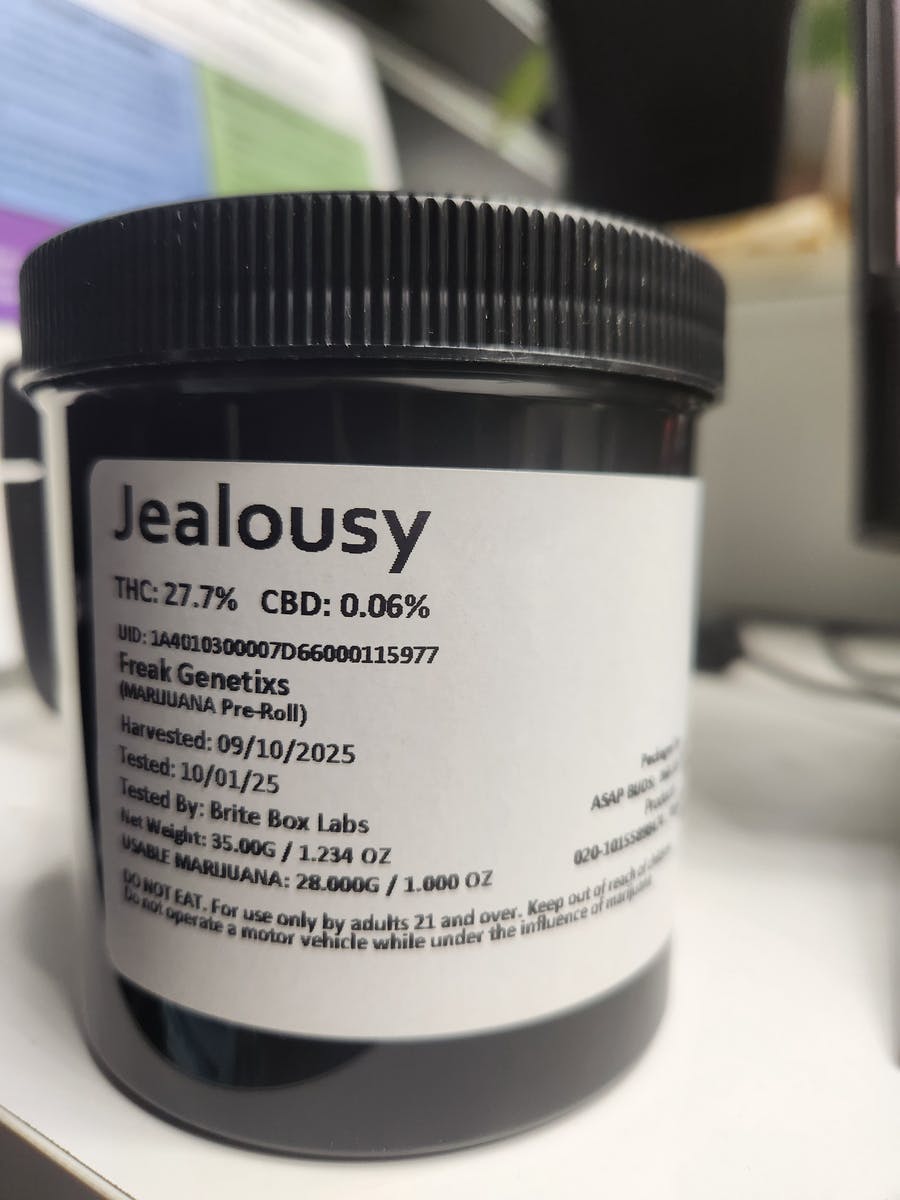 Jealousy
THC: 27.7% CBD: 0.06%
UID: 1A4010300007D66000115977
Freak Genetixs
(MARIJUANA Pre-Roll)
Harvested: 09/10/2025
Tested: 10/01/25
Tested By: Brite Box Labs
Net Weight: 35.00G / 1.234 OZ
USABLE MARIJUANA: 28.000G / 1.000 OZ
DO NOT EAT. For use only by adults 21 and over. Keep out of reach of
Do not operate a motor vehicle while under the influence of marijuana.
ASAP BUDS.